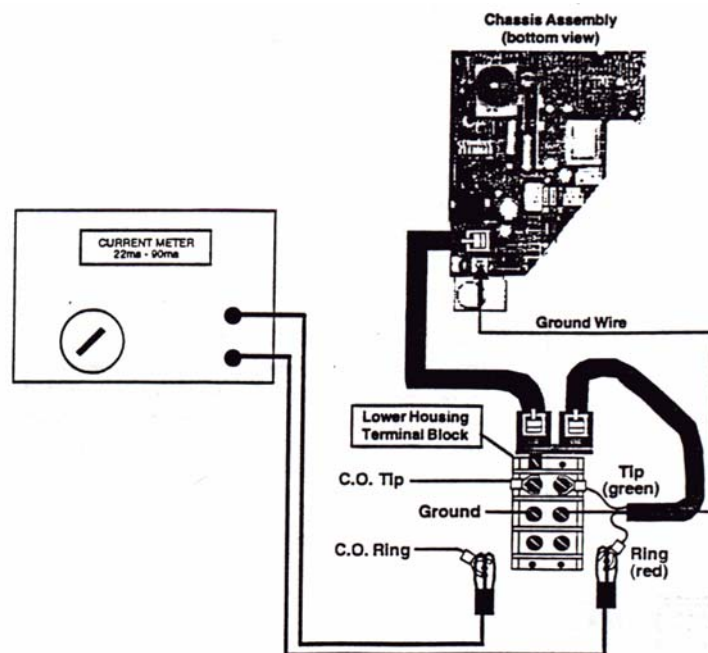 Chassis Assembly
(bottom view)
CURRENT METER
22ma - 90ma
Ground Wire
Lower Housing
Terminal Block
C.O. Tip
Tip
(green)
Ground
C.O. Ring
Ring
(red)